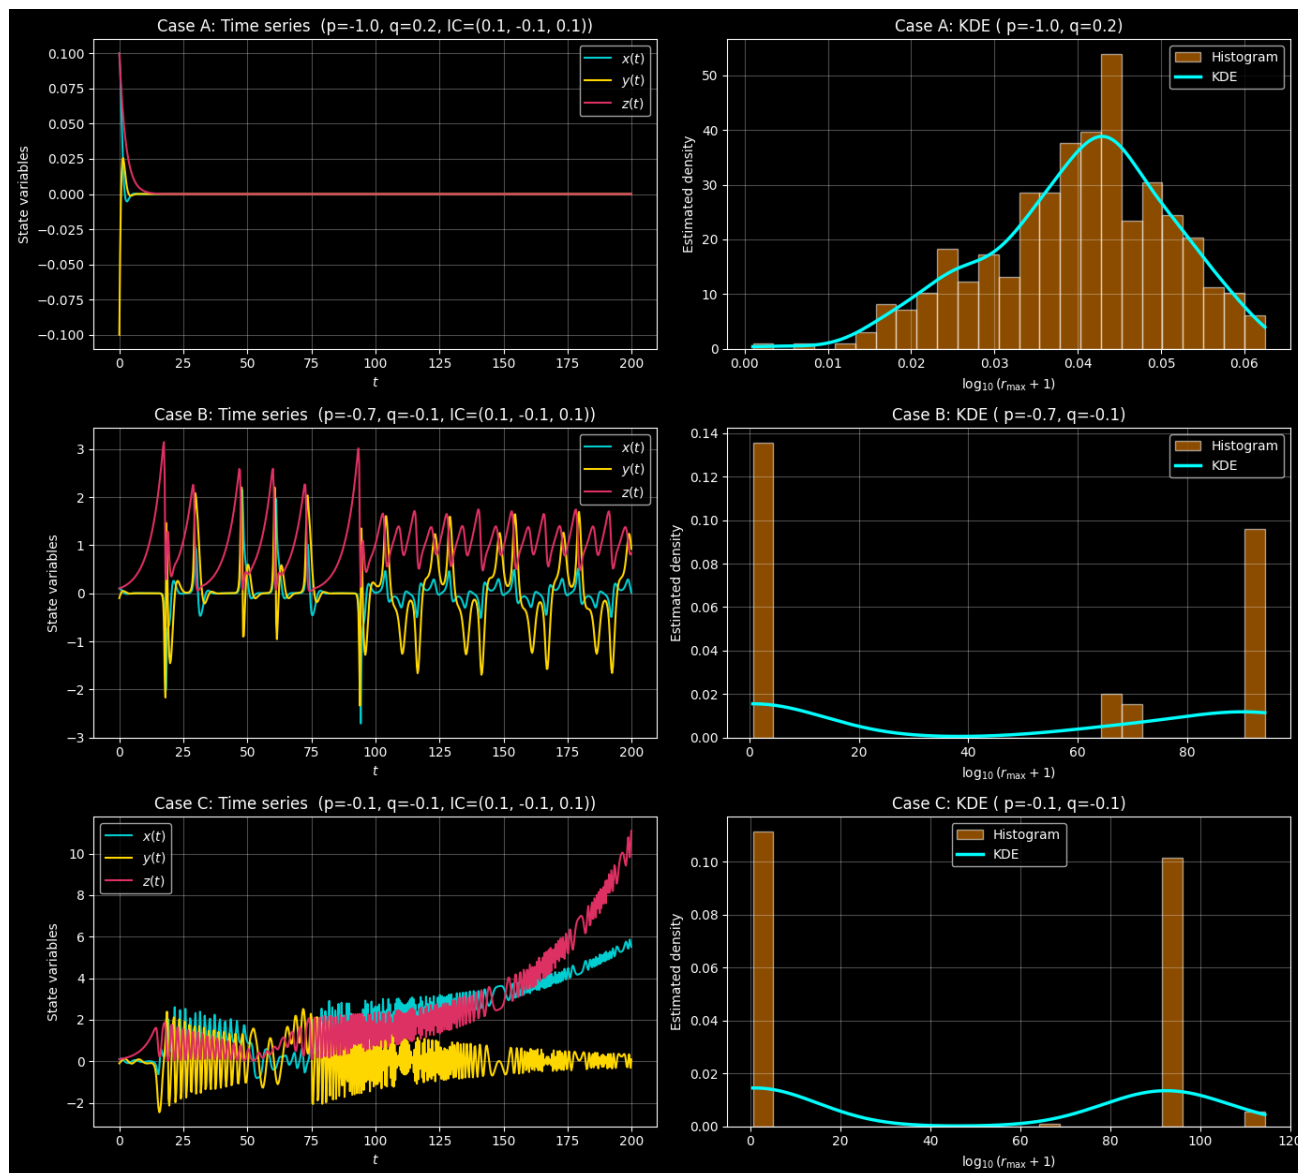 Case A: Time series  (p=-1.0, q=0.2, IC=(0.1, -0.1, 0.1))
State variables
0.100
0.075
0.050
0.025
0.000
−0.025
−0.050
−0.075
−0.100
x(t)
y(t)
z(t)
0 25 50 75 100 125 150 175 200
t
Case A: KDE ( p=-1.0, q=0.2)
Estimated density
50
40
30
20
10
0
Histogram
KDE
0.00 0.01 0.02 0.03 0.04 0.05 0.06
log₁₀ (r_max + 1)
Case B: Time series  (p=-0.7, q=-0.1, IC=(0.1, -0.1, 0.1))
State variables
3
2
1
0
−1
−2
−3
x(t)
y(t)
z(t)
0 25 50 75 100 125 150 175 200
t
Case B: KDE ( p=-0.7, q=-0.1)
Estimated density
0.14
0.12
0.10
0.08
0.06
0.04
0.02
0.00
Histogram
KDE
0 20 40 60 80
log₁₀ (r_max + 1)
Case C: Time series  (p=-0.1, q=-0.1, IC=(0.1, -0.1, 0.1))
State variables
10
8
6
4
2
0
−2
x(t)
y(t)
z(t)
0 25 50 75 100 125 150 175 200
t
Case C: KDE ( p=-0.1, q=-0.1)
Estimated density
0.10
0.08
0.06
0.04
0.02
0.00
Histogram
KDE
0 20 40 60 80 100 120
log₁₀ (r_max + 1)